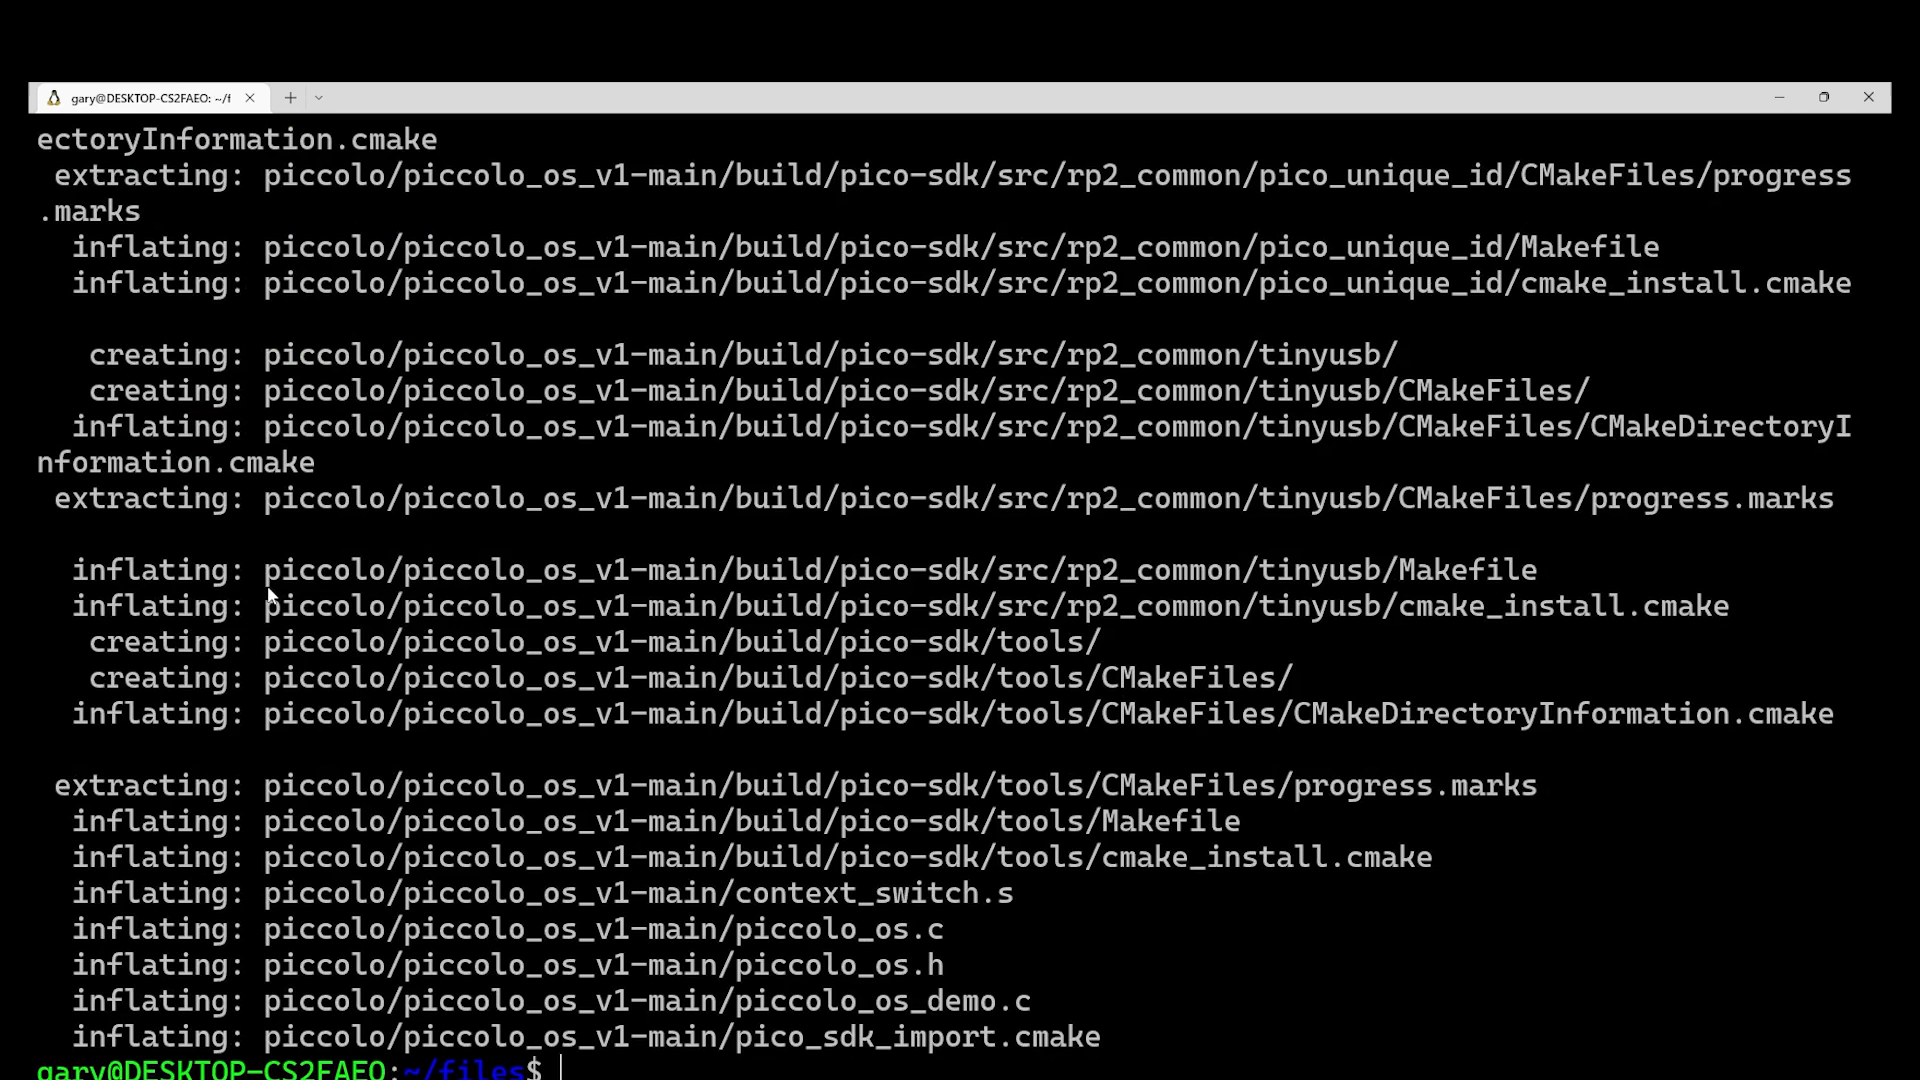 gary@DESKTOP-CS2FAEO: ~/f
ectoryInformation.cmake
extracting: piccolo/piccolo_os_v1-main/build/pico-sdk/src/rp2_common/pico_unique_id/CMakeFiles/progress
.marks
inflating: piccolo/piccolo_os_v1-main/build/pico-sdk/src/rp2_common/pico_unique_id/Makefile
inflating: piccolo/piccolo_os_v1-main/build/pico-sdk/src/rp2_common/pico_unique_id/cmake_install.cmake
creating: piccolo/piccolo_os_v1-main/build/pico-sdk/src/rp2_common/tinyusb/
creating: piccolo/piccolo_os_v1-main/build/pico-sdk/src/rp2_common/tinyusb/CMakeFiles/
inflating: piccolo/piccolo_os_v1-main/build/pico-sdk/src/rp2_common/tinyusb/CMakeFiles/CMakeDirectoryI
nformation.cmake
extracting: piccolo/piccolo_os_v1-main/build/pico-sdk/src/rp2_common/tinyusb/CMakeFiles/progress.marks
inflating: piccolo/piccolo_os_v1-main/build/pico-sdk/src/rp2_common/tinyusb/Makefile
inflating: piccolo/piccolo_os_v1-main/build/pico-sdk/src/rp2_common/tinyusb/cmake_install.cmake
creating: piccolo/piccolo_os_v1-main/build/pico-sdk/tools/
creating: piccolo/piccolo_os_v1-main/build/pico-sdk/tools/CMakeFiles/
inflating: piccolo/piccolo_os_v1-main/build/pico-sdk/tools/CMakeFiles/CMakeDirectoryInformation.cmake
extracting: piccolo/piccolo_os_v1-main/build/pico-sdk/tools/CMakeFiles/progress.marks
inflating: piccolo/piccolo_os_v1-main/build/pico-sdk/tools/Makefile
inflating: piccolo/piccolo_os_v1-main/build/pico-sdk/tools/cmake_install.cmake
inflating: piccolo/piccolo_os_v1-main/context_switch.s
inflating: piccolo/piccolo_os_v1-main/piccolo_os.c
inflating: piccolo/piccolo_os_v1-main/piccolo_os.h
inflating: piccolo/piccolo_os_v1-main/piccolo_os_demo.c
inflating: piccolo/piccolo_os_v1-main/pico_sdk_import.cmake
gary@DESKTOP-CS2FAEO:~/files$